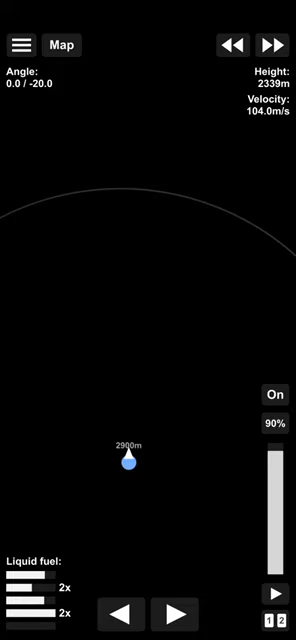 Map
Angle:
0.0 / -20.0
Height:
2339m
Velocity:
104.0m/s
On
90%
2900m
Liquid fuel:
2x
2x
1 2